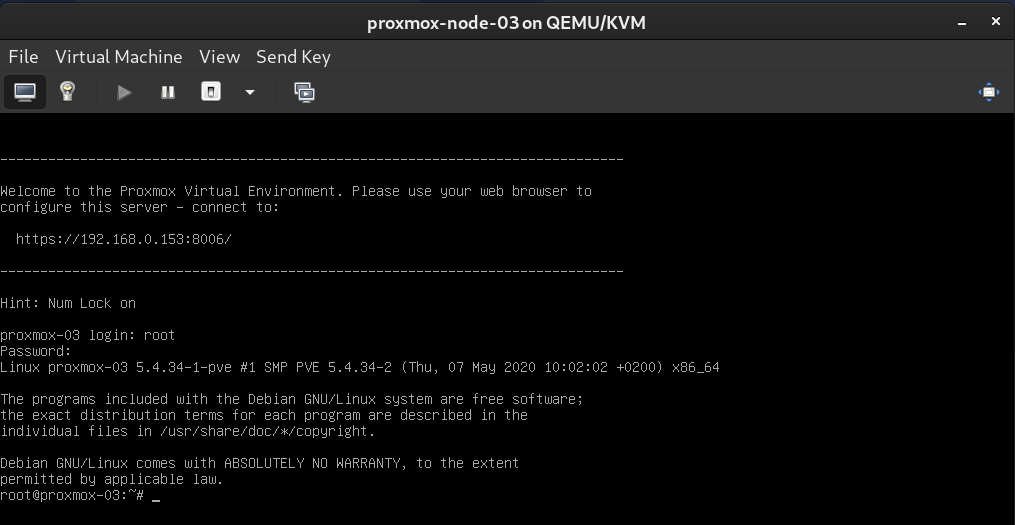 proxmox-node-03 on QEMU/KVM
File Virtual Machine View Send Key
--------------------------------------------------------------------------------
Welcome to the Proxmox Virtual Environment. Please use your web browser to
configure this server - connect to:
https://192.168.0.153:8006/
--------------------------------------------------------------------------------
Hint: Num Lock on
proxmox-03 login: root
Password:
Linux proxmox-03 5.4.34-1-pve #1 SMP PVE 5.4.34-2 (Thu, 07 May 2020 10:02:02 +0200) x86_64
The programs included with the Debian GNU/Linux system are free software;
the exact distribution terms for each program are described in the
individual files in /usr/share/doc/*/copyright.
Debian GNU/Linux comes with ABSOLUTELY NO WARRANTY, to the extent
permitted by applicable law.
root@proxmox-03:~# _